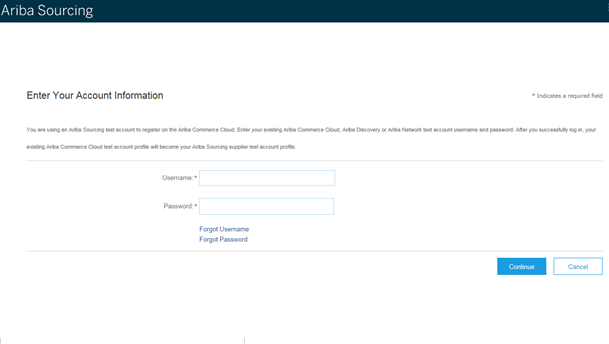 Ariba Sourcing
Enter Your Account Information
* Indicates a required field
You are using an Ariba Sourcing test account to register on the Ariba Commerce Cloud. Enter your existing Ariba Commerce Cloud, Ariba Discovery or Ariba Network test account username and password. After you successfully log in, your
existing Ariba Commerce Cloud test account profile will become your Ariba Sourcing supplier test account profile.
Username: *
Password: *
Forgot Username
Forgot Password
Continue
Cancel